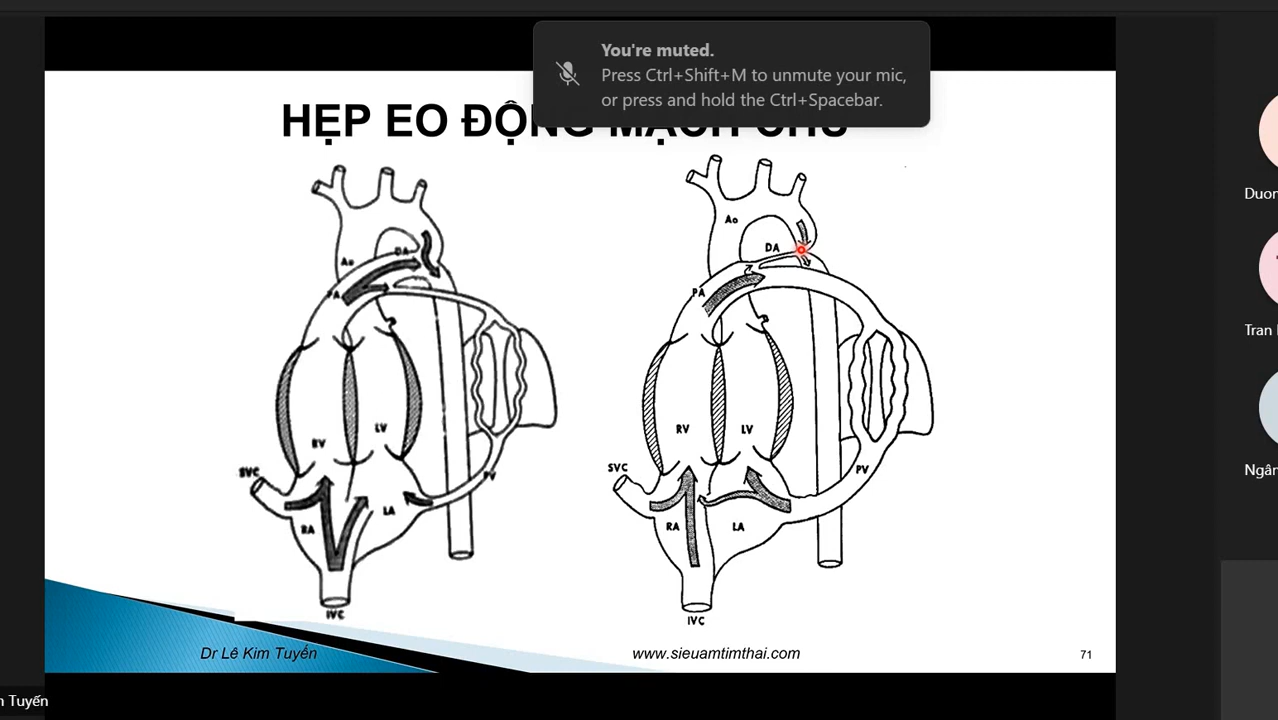 You're muted.
Press Ctrl+Shift+M to unmute your mic,
or press and hold the Ctrl+Spacebar.
HẸP EO ĐỘNG MẠCH CHỦ
Ao
DA
Ao
DA
PA
PA
RV
LV
RV
LV
SVC
PV
SVC
PV
RA
LA
RA
LA
IVC
IVC
Dr Lê Kim Tuyến
www.sieuamtimthai.com
71
m Tuyến
Duon
Tran
Ngân